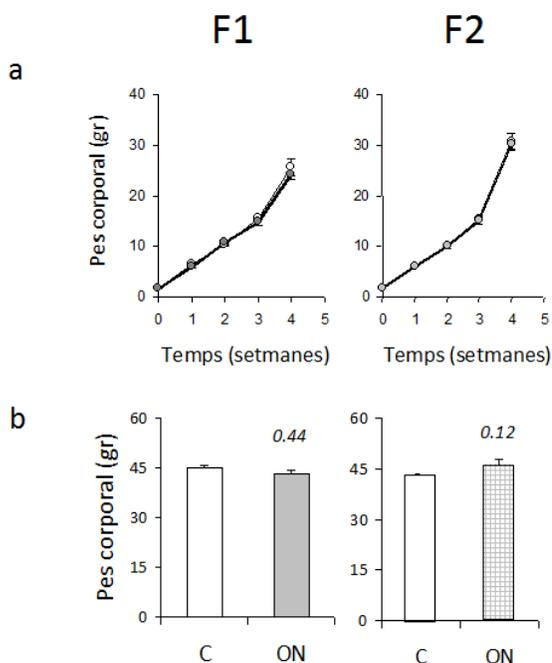 F1 F2
a
Pes corporal (gr)
40 40
30 30
20 20
10 10
0 0
0 1 2 3 4 5 0 1 2 3 4 5
Temps (setmanes) Temps (setmanes)
b
Pes corporal (gr)
60 60
0.44 0.12
45 45
30 30
15 15
0 0
C ON C ON